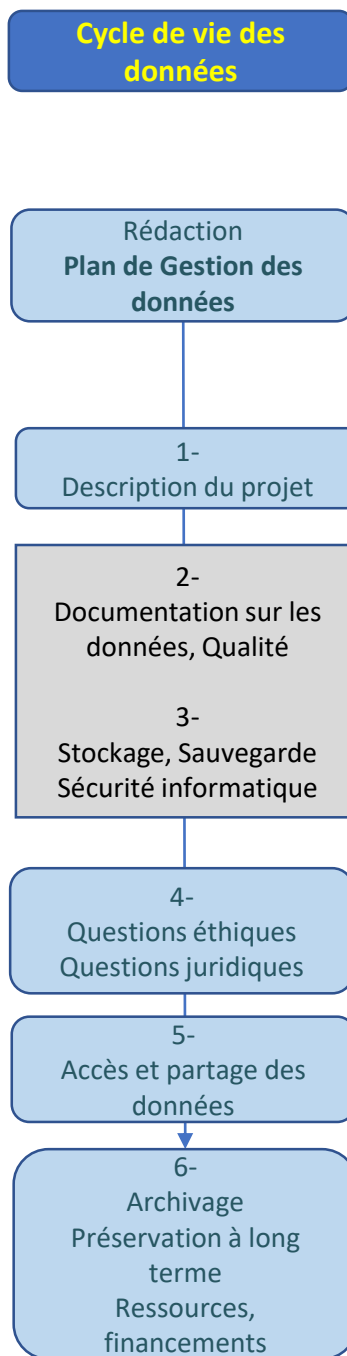 Cycle de vie des
données
Rédaction
Plan de Gestion des
données
1-
Description du projet
2-
Documentation sur les
données, Qualité
3-
Stockage, Sauvegarde
Sécurité informatique
4-
Questions éthiques
Questions juridiques
5-
Accès et partage des
données
6-
Archivage
Préservation à long
terme
Ressources,
financements